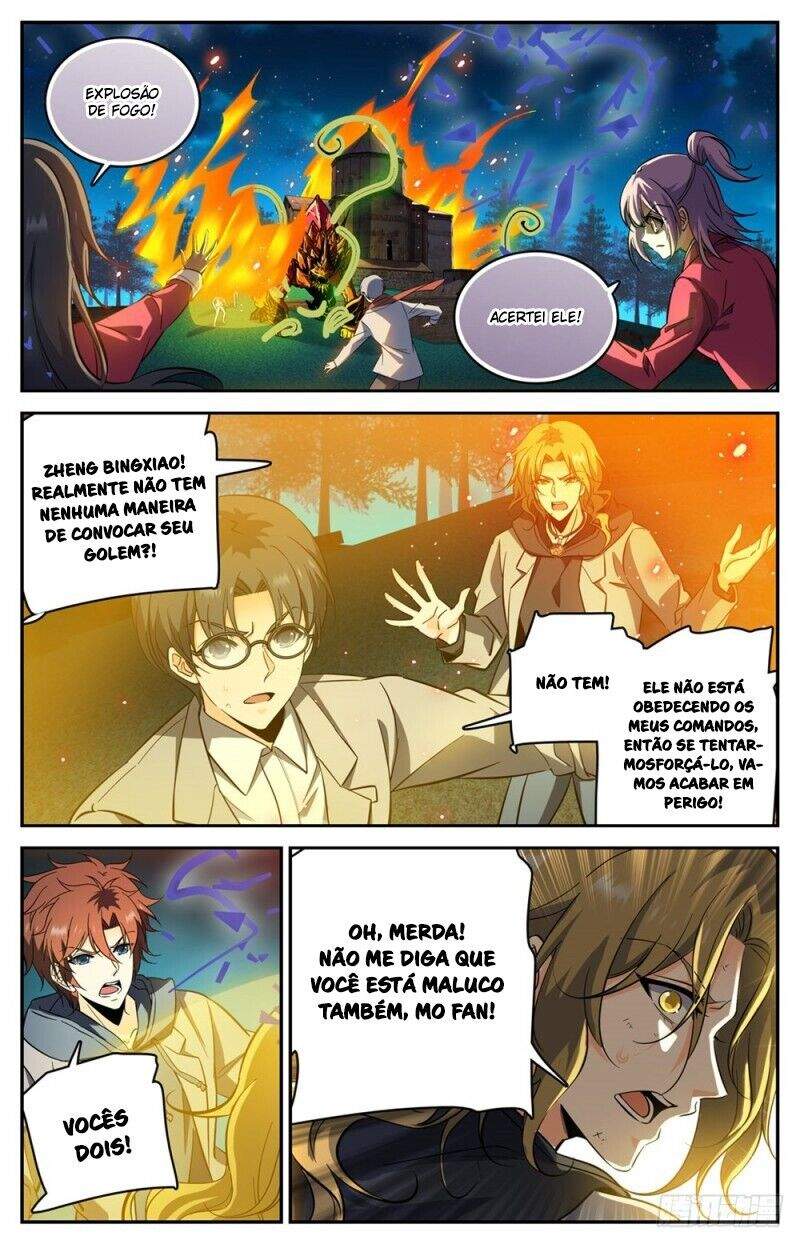 EXPLOSÃO
DE FOGO!
ACERTEI ELE!
ZHENG BINGXIAO!
REALMENTE NÃO TEM
NENHUMA MANEIRA
DE CONVOCAR SEU
GOLEM?!
NÃO TEM!
ELE NÃO ESTÁ
OBEDECENDO OS
MEUS COMANDOS,
ENTÃO SE TENTAR-
MOSFORÇÁ-LO, VA-
MOS ACABAR EM
PERIGO!
VOCÊS
DOIS!
OH, MERDA!
NÃO ME DIGA QUE
VOCÊ ESTÁ MALUCO
TAMBÉM, MO FAN!